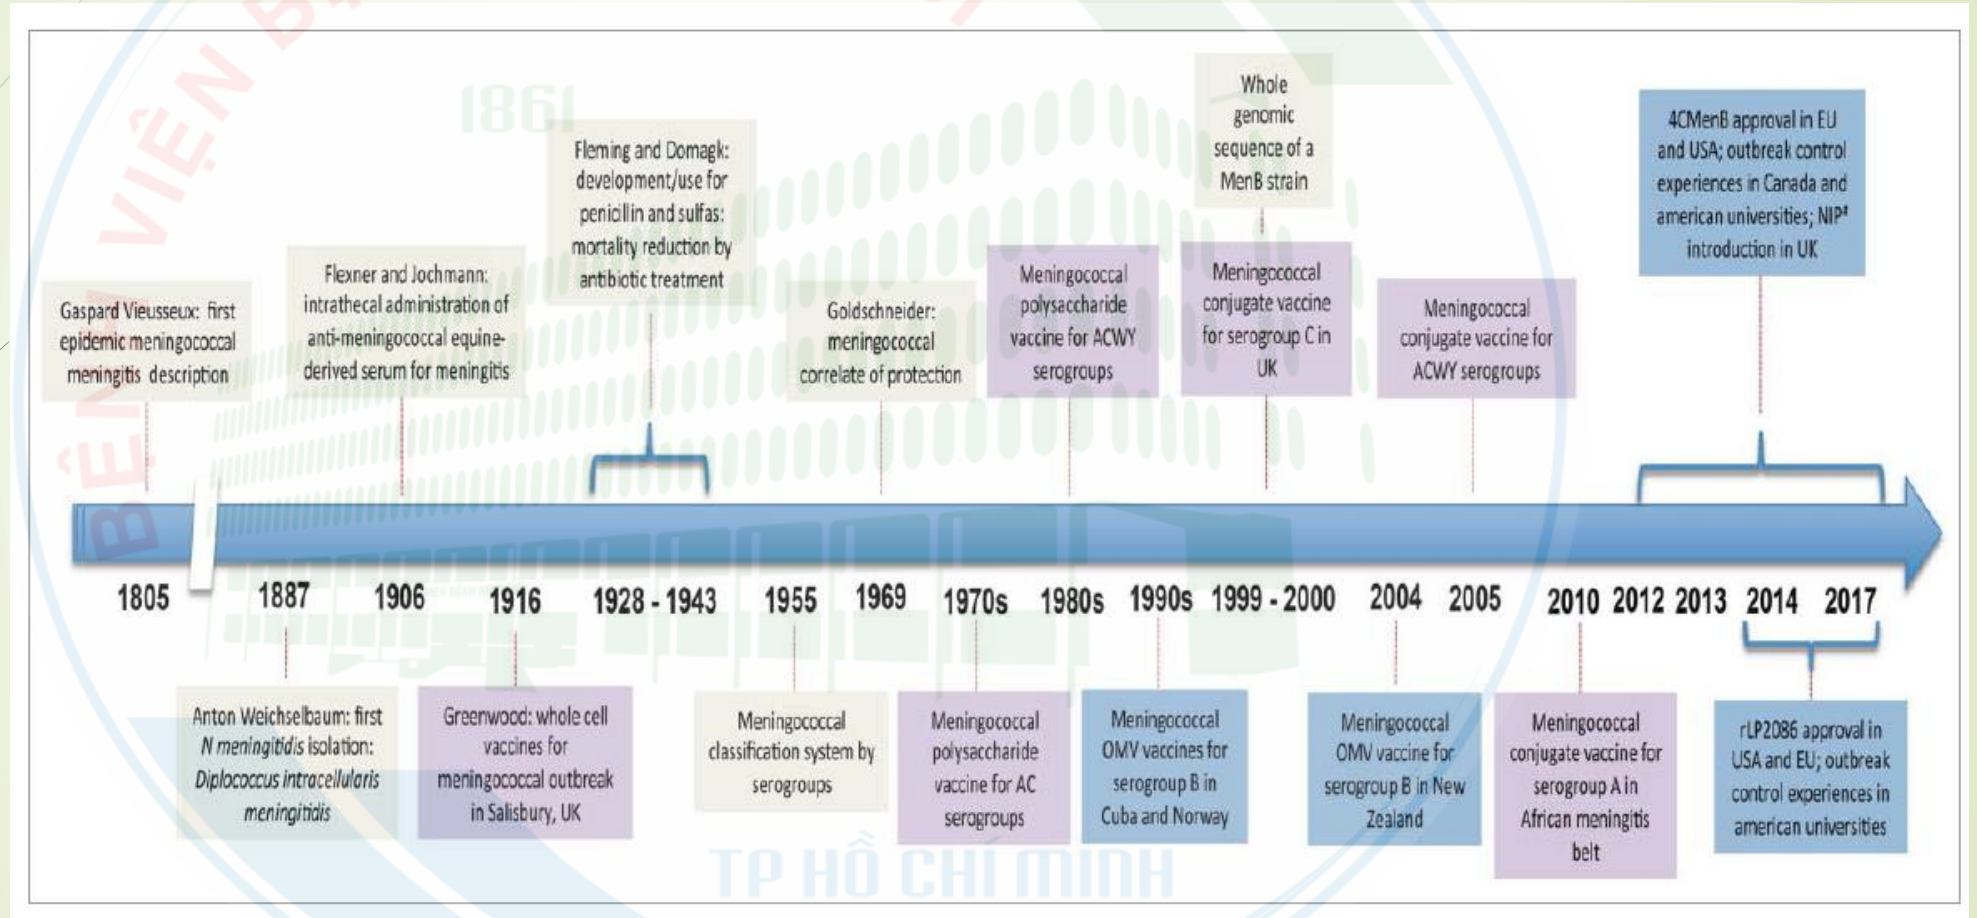 BỆNH VIỆN
1861
Gaspard Vieusseux: first
epidemic meningococcal
meningitis description
Flexner and Jochmann:
intrathecal administration of
anti-meningococcal equine-
derived serum for meningitis
Fleming and Domagk:
development/use for
penicillin and sulfas:
mortality reduction by
antibiotic treatment
Goldschneider:
meningococcal
correlate of protection
Meningococcal
polysaccharide
vaccine for ACWY
serogroups
Whole
genomic
sequence of a
MenB strain
Meningococcal
conjugate vaccine
for serogroup C in
UK
Meningococcal
conjugate vaccine for
ACWY serogroups
4CMenB approval in EU
and USA; outbreak control
experiences in Canada and
american universities; NIP
introduction in UK
1805 1887 1906 1916 1928 - 1943 1955 1969 1970s 1980s 1990s 1999 - 2000 2004 2005 2010 2012 2013 2014 2017
Anton Weichselbaum: first
N meningitidis isolation:
Diplococcus intracellularis
meningitidis
Greenwood: whole cell
vaccines for
meningococcal outbreak
in Salisbury, UK
Meningococcal
classification system by
serogroups
Meningococcal
polysaccharide
vaccine for AC
serogroups
Meningococcal
OMV vaccines for
serogroup B in
Cuba and Norway
Meningococcal
OMV vaccine for
serogroup B in New
Zealand
Meningococcal
conjugate vaccine for
serogroup A in
African meningitis
belt
rLP2086 approval in
USA and EU; outbreak
control experiences in
american universities
TP HỒ CHÍ MINH